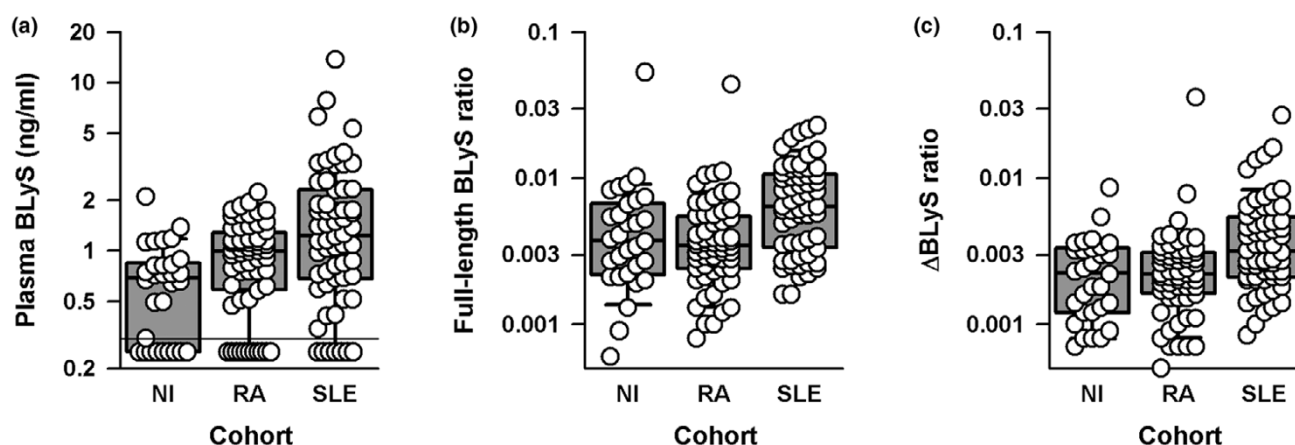 (a)
Plasma BLyS (ng/ml)
20
10
5
2
1
0.5
0.2
NI RA SLE
Cohort
(b)
Full-length BLyS ratio
0.1
0.03
0.01
0.003
0.001
NI RA SLE
Cohort
(c)
ΔBLyS ratio
0.1
0.03
0.01
0.003
0.001
NI RA SLE
Cohort